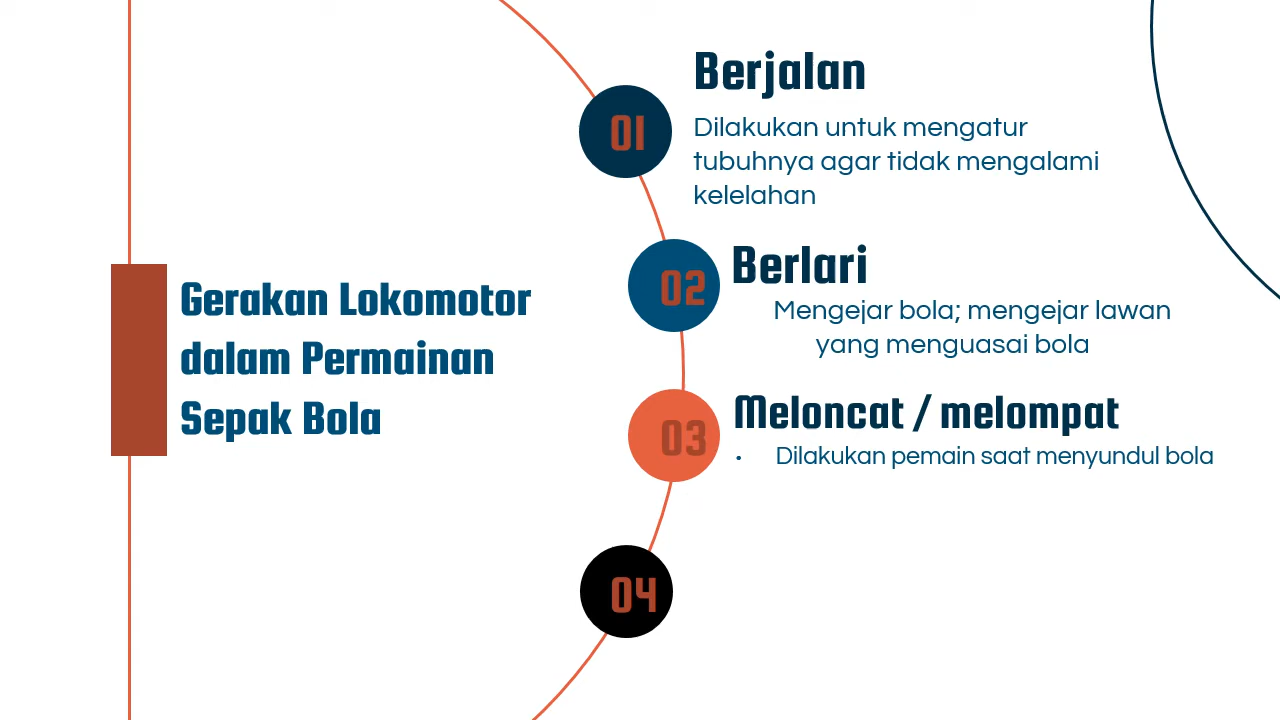 Gerakan Lokomotor
dalam Permainan
Sepak Bola
01
Berjalan
Dilakukan untuk mengatur
tubuhnya agar tidak mengalami
kelelahan
02
Berlari
Mengejar bola; mengejar lawan
yang menguasai bola
03
Meloncat / melompat
• Dilakukan pemain saat menyundul bola
04